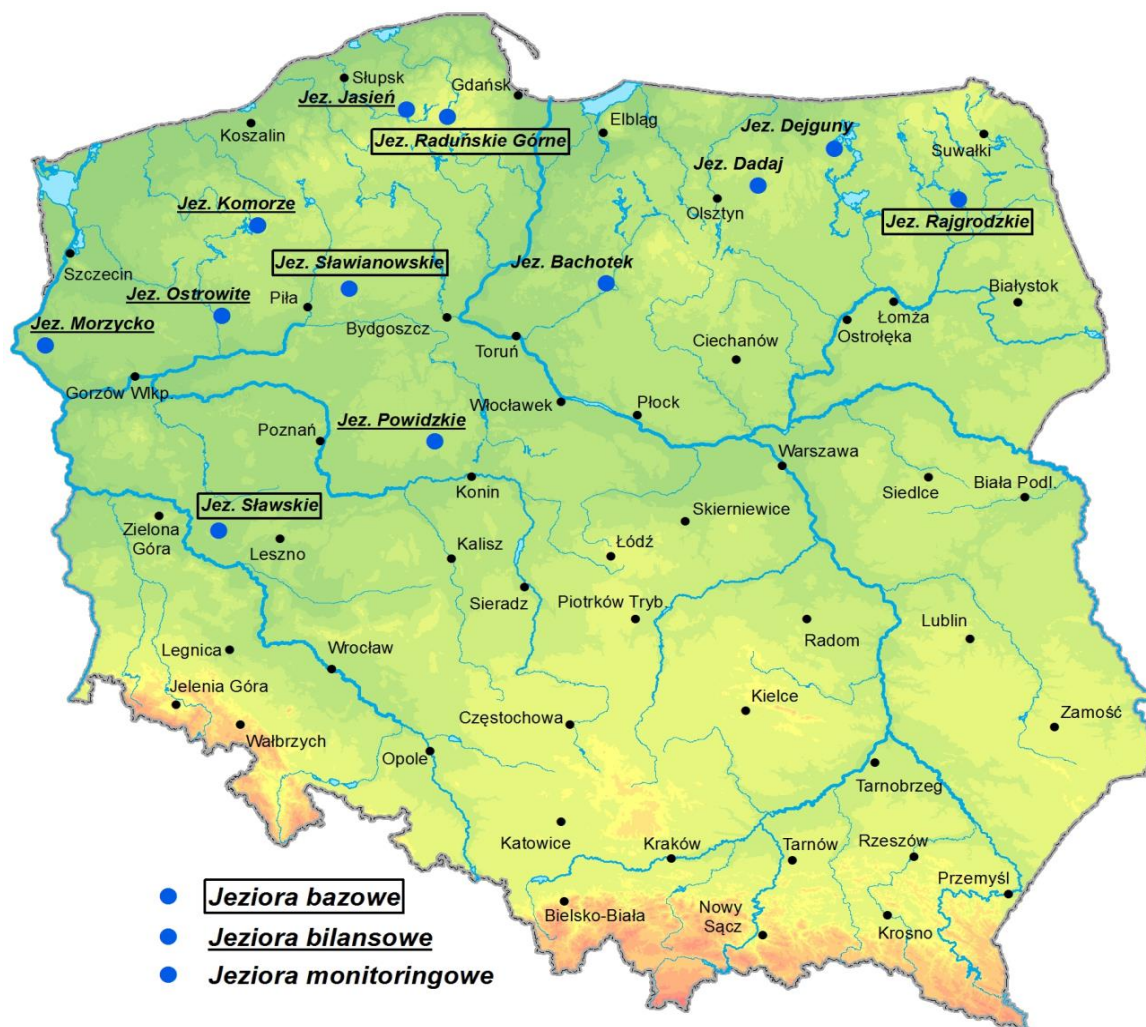 Słupsk
Gdańsk
Jez. Jasień
Jez. Raduńskie Górne
Koszalin
Elbląg
Jez. Dejguny
Suwałki
Jez. Dadaj
Olsztyn
Jez. Rajgrodzkie
Jez. Komorze
Szczecin
Jez. Sławianowskie
Jez. Bachotek
Jez. Ostrowite
Piła
Białystok
Łomża
Jez. Morzycko
Bydgoszcz
Toruń
Ostrołęka
Ciechanów
Gorzów Wlkp.
Włocławek
Płock
Jez. Powidzkie
Poznań
Warszawa
Konin
Siedlce
Biała Podl.
Jez. Sławskie
Skierniewice
Zielona
Góra
Leszno
Kalisz
Łódź
Sieradz
Piotrków Tryb.
Radom
Lublin
Legnica
Wrocław
Jelenia Góra
Kielce
Częstochowa
Zamość
Wałbrzych
Opole
Tarnobrzeg
Katowice
Kraków
Tarnów
Rzeszów
Przemyśl
Bielsko-Biała
Nowy
Sącz
Krosno
Jeziora bazowe
Jeziora bilansowe
Jeziora monitoringowe